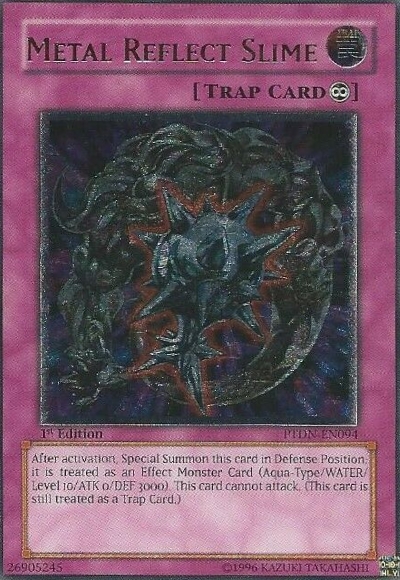 METAL REFLECT SLIME
TRAP
罠
[TRAP CARD]
1st Edition
PTDN-EN094
After activation, Special Summon this card in Defense Position;
it is treated as an Effect Monster Card (Aqua-Type/WATER/
Level 10/ATK 0/DEF 3000). This card cannot attack. (This card
is still treated as a Trap Card.)
26905245
©1996 KAZUKI TAKAHASHI